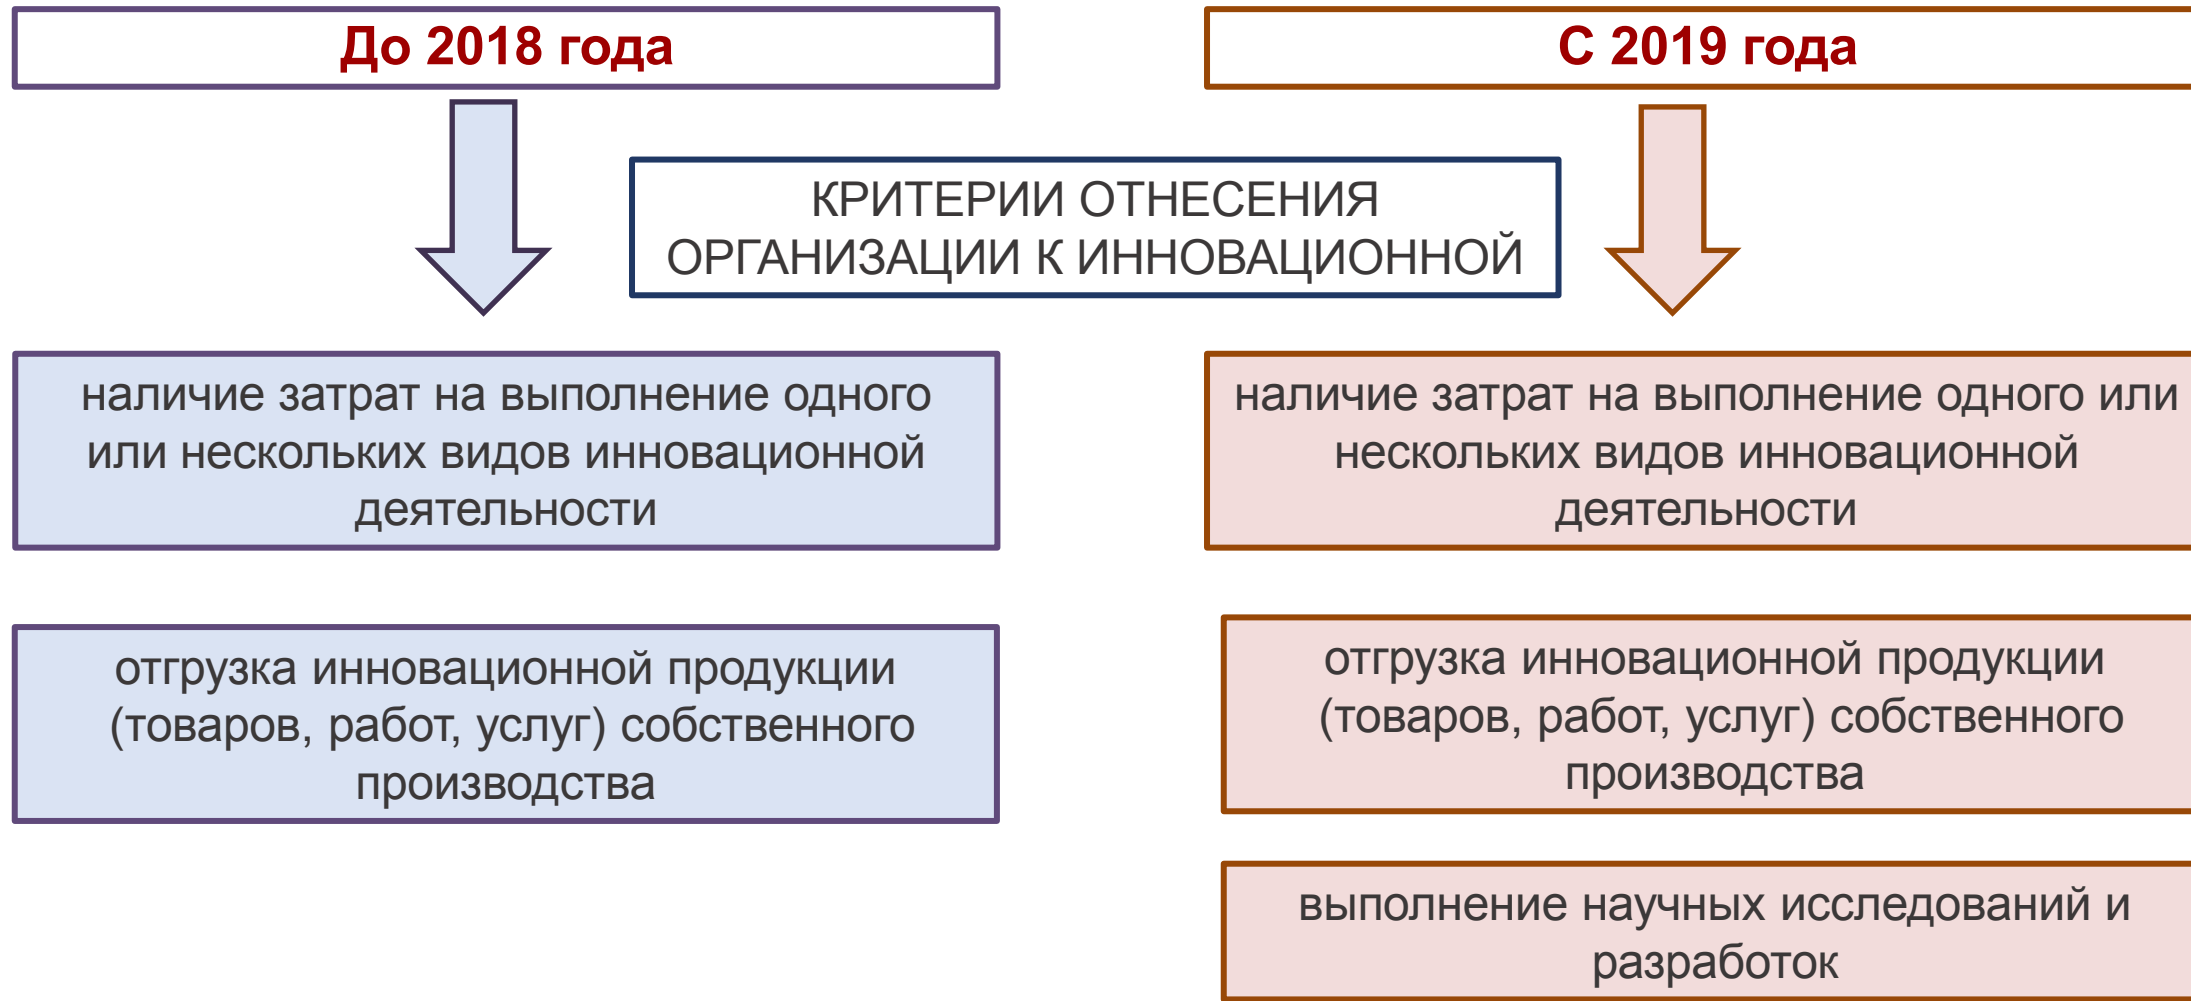 До 2018 года
С 2019 года
КРИТЕРИИ ОТНЕСЕНИЯ
ОРГАНИЗАЦИИ К ИННОВАЦИОННОЙ
наличие затрат на выполнение одного
или нескольких видов инновационной
деятельности
отгрузка инновационной продукции
(товаров, работ, услуг) собственного
производства
наличие затрат на выполнение одного или
нескольких видов инновационной
деятельности
отгрузка инновационной продукции
(товаров, работ, услуг) собственного
производства
выполнение научных исследований и
разработок